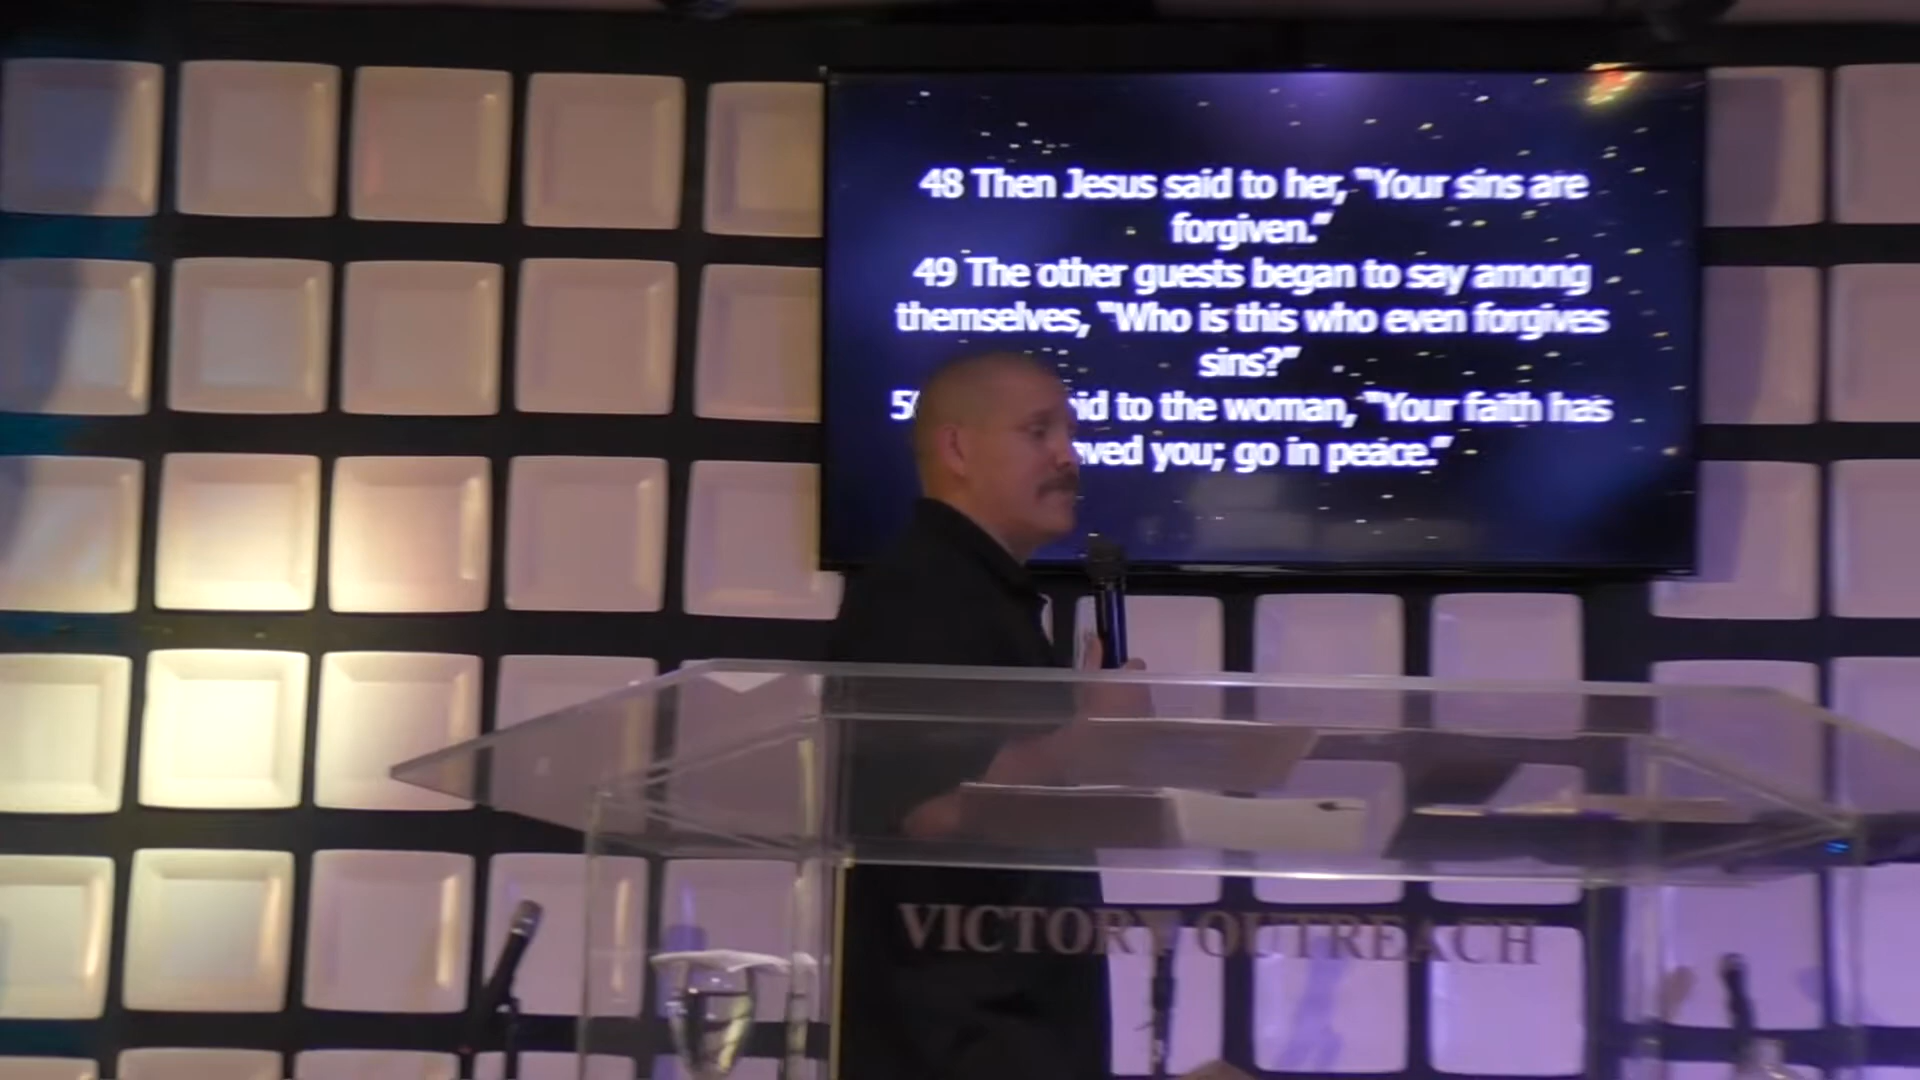 48 Then Jesus said to her, "Your sins are
forgiven."
49 The other guests began to say among
themselves, "Who is this who even forgives
sins?"
to the woman, "Your faith has
you; go in peace."
VICTORY OUTREACH